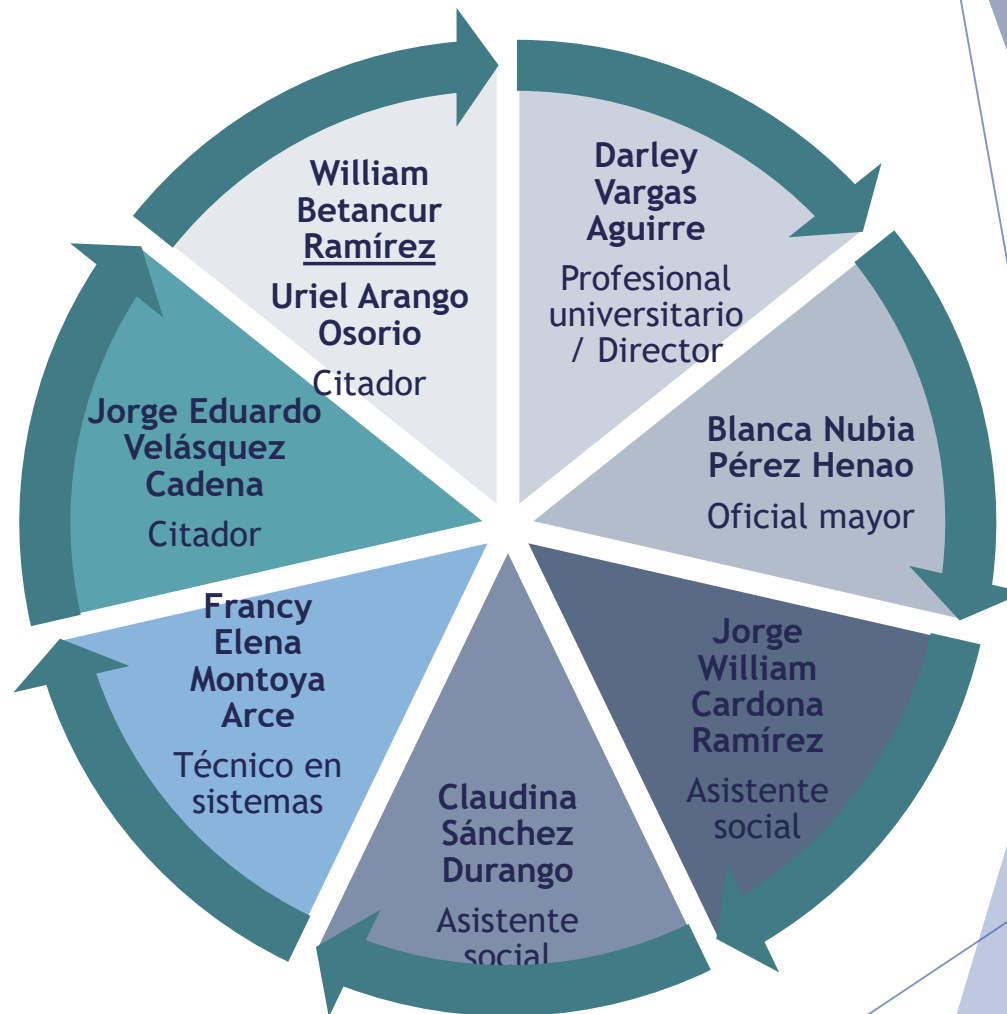 Darley
Vargas
Aguirre
Profesional
universitario
/ Director
Blanca Nubia
Pérez Henao
Oficial mayor
Jorge
William
Cardona
Ramírez
Asistente
social
Claudina
Sánchez
Durango
Asistente
social
Francy
Elena
Montoya
Arce
Técnico en
sistemas
Jorge Eduardo
Velásquez
Cadena
Citador
William
Betancur
Ramírez
Uriel Arango
Osorio
Citador